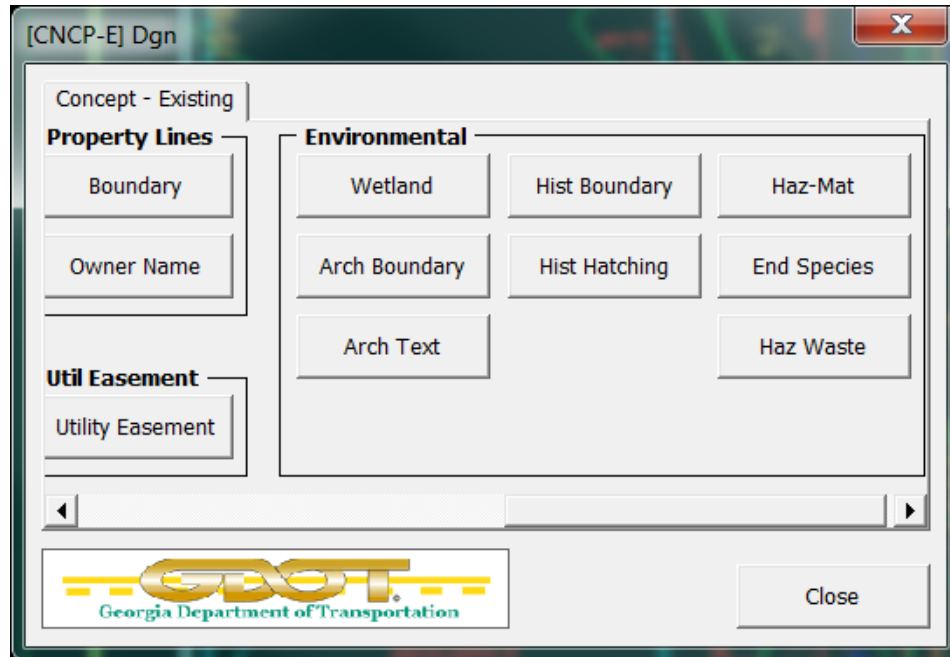 [CNCP-E] Dgn
X
Concept - Existing
Property Lines
Boundary
Owner Name
Util Easement
Utility Easement
Environmental
Wetland
Hist Boundary
Haz-Mat
Arch Boundary
Hist Hatching
End Species
Arch Text
Haz Waste
GDOT
Georgia Department of Transportation
Close